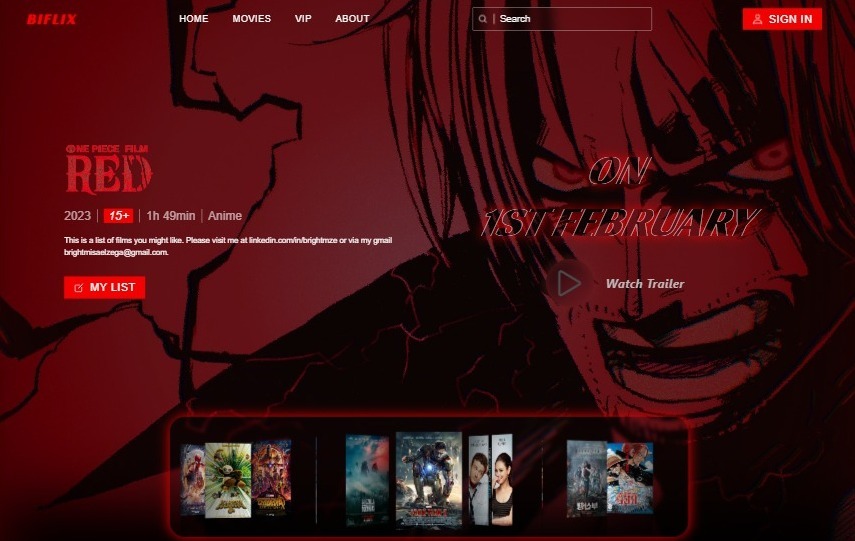 BIFLIX
HOME MOVIES VIP ABOUT
Search
SIGN IN
ONE PIECE FILM
RED
2023 15+ 1h 49min Anime
This is a list of films you might like. Please visit me at linkedin.com/in/brightmze or via my gmail
brightmisaelzega@gmail.com.
MY LIST
ON
1ST FEBRUARY
Watch Trailer